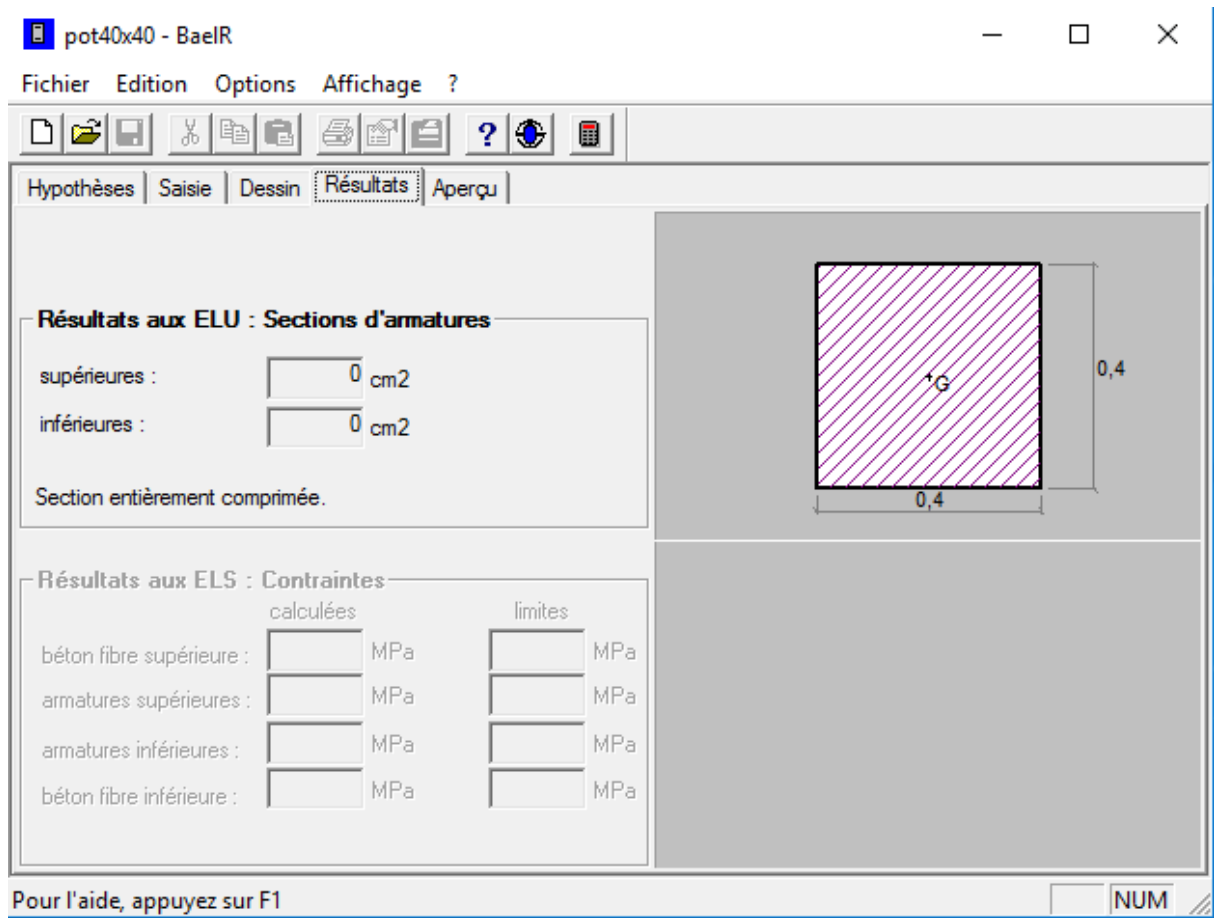 pot40x40 - BaelR
Fichier Edition Options Affichage ?
Hypothèses Saisie Dessin Résultats Aperçu
Résultats aux ELU : Sections d'armatures
supérieures : 0 cm2
inférieures : 0 cm2
Section entièrement comprimée.
G
0,4
0,4
Résultats aux ELS : Contraintes
calculées limites
béton fibre supérieure : MPa MPa
armatures supérieures : MPa MPa
armatures inférieures : MPa MPa
béton fibre inférieure : MPa MPa
Pour l'aide, appuyez sur F1 NUM